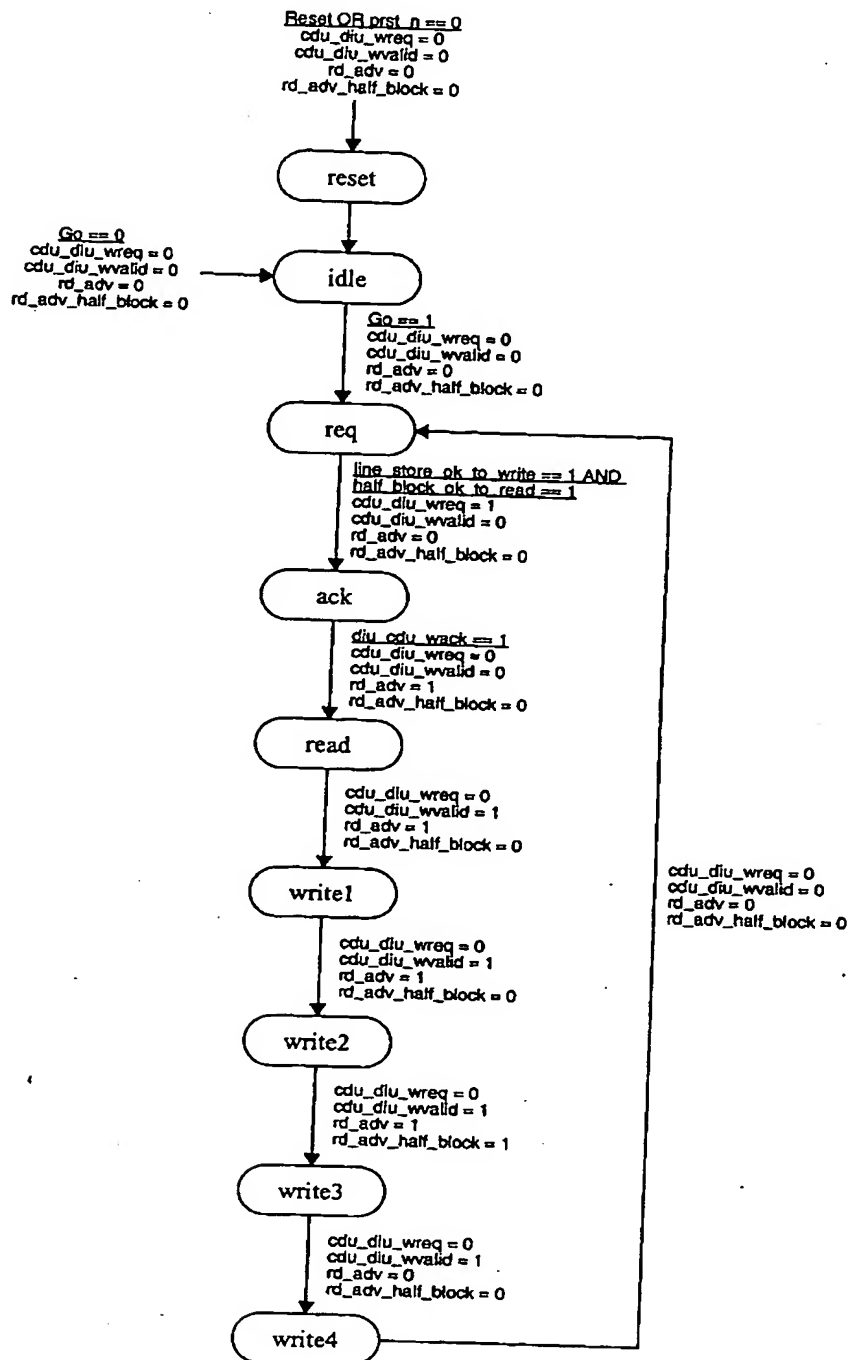 Reset OR prst_n == 0
cdu_diu_wreq = 0
cdu_diu_wvalid = 0
rd_adv = 0
rd_adv_half_block = 0
reset
Go == 0
cdu_diu_wreq = 0
cdu_diu_wvalid = 0
rd_adv = 0
rd_adv_half_block = 0
idle
Go == 1
cdu_diu_wreq = 0
cdu_diu_wvalid = 0
rd_adv = 0
rd_adv_half_block = 0
req
line_store_ok_to_write == 1 AND
half_block_ok_to_read == 1
cdu_diu_wreq = 1
cdu_diu_wvalid = 0
rd_adv = 0
rd_adv_half_block = 0
ack
diu_cdu_wack == 1
cdu_diu_wreq = 0
cdu_diu_wvalid = 0
rd_adv = 1
rd_adv_half_block = 0
read
cdu_diu_wreq = 0
cdu_diu_wvalid = 1
rd_adv = 1
rd_adv_half_block = 0
write1
cdu_diu_wreq = 0
cdu_diu_wvalid = 0
rd_adv = 0
rd_adv_half_block = 0
cdu_diu_wreq = 0
cdu_diu_wvalid = 1
rd_adv = 1
rd_adv_half_block = 0
write2
cdu_diu_wreq = 0
cdu_diu_wvalid = 1
rd_adv = 1
rd_adv_half_block = 1
write3
cdu_diu_wreq = 0
cdu_diu_wvalid = 1
rd_adv = 0
rd_adv_half_block = 0
write4